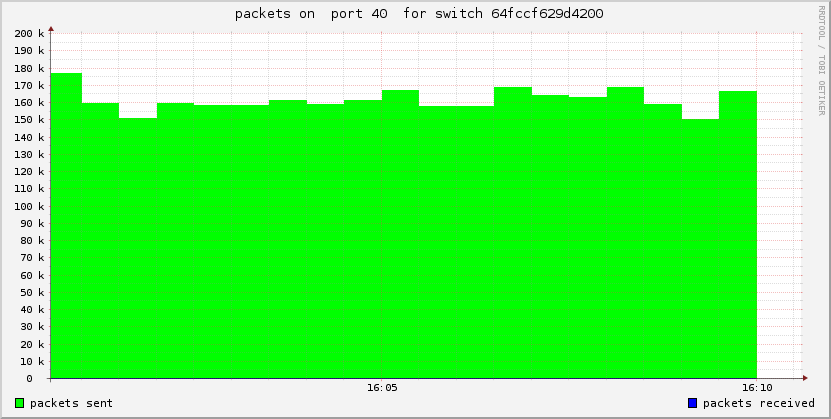 packets on  port 40  for switch 64fccf629d4200
RRDTOOL / TOBI OETIKER
200 k
190 k
180 k
170 k
160 k
150 k
140 k
130 k
120 k
110 k
100 k
90 k
80 k
70 k
60 k
50 k
40 k
30 k
20 k
10 k
0
16:05
16:10
packets sent
packets received